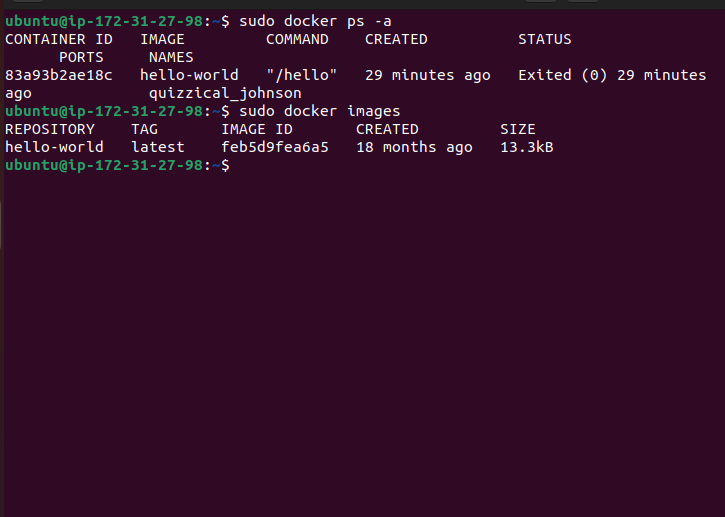 ubuntu@ip-172-31-27-98:~$ sudo docker ps -a
CONTAINER ID   IMAGE         COMMAND    CREATED          STATUS
      PORTS     NAMES
83a93b2ae18c   hello-world   "/hello"   29 minutes ago   Exited (0) 29 minutes
ago             quizzical_johnson
ubuntu@ip-172-31-27-98:~$ sudo docker images
REPOSITORY    TAG       IMAGE ID       CREATED         SIZE
hello-world   latest    feb5d9fea6a5   18 months ago   13.3kB
ubuntu@ip-172-31-27-98:~$